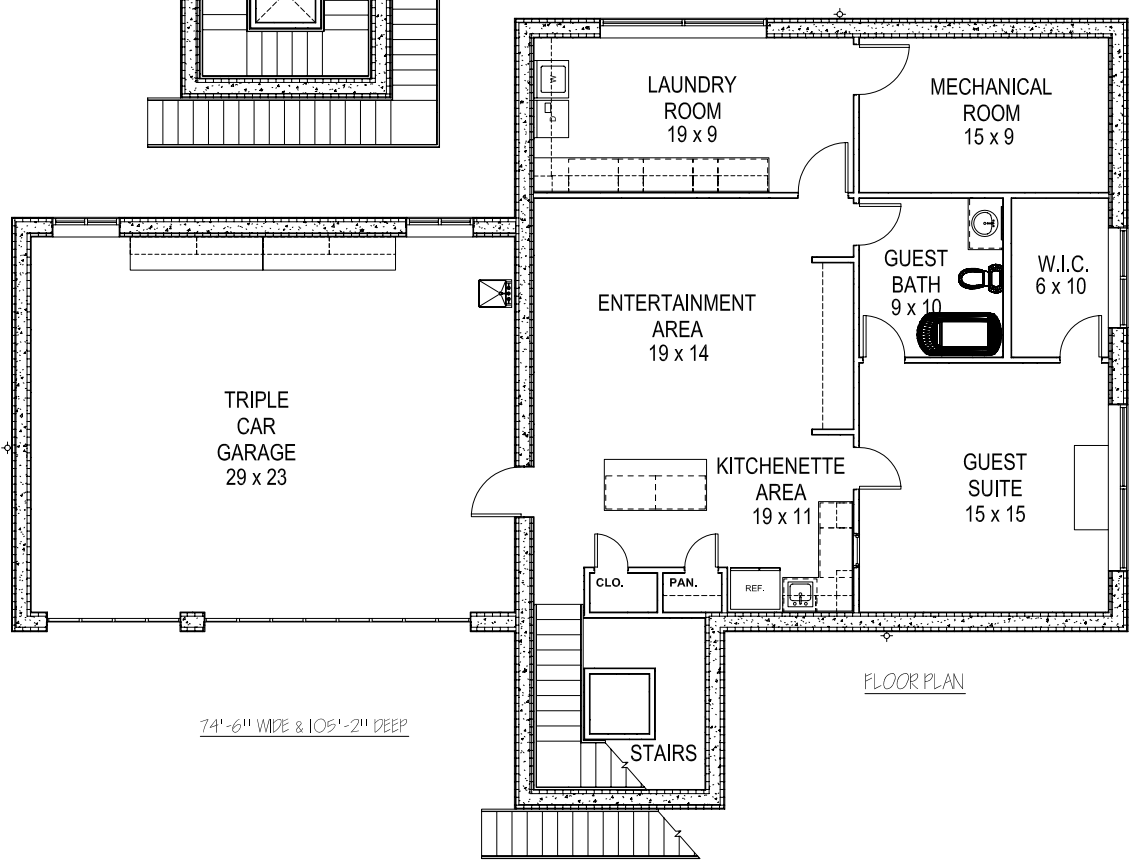 LAUNDRY
ROOM
19 x 9
MECHANICAL
ROOM
15 x 9
W
D
GUEST
BATH
9 x 10
W.I.C.
6 x 10
ENTERTAINMENT
AREA
19 x 14
TRIPLE
CAR
GARAGE
29 x 23
KITCHENETTE
AREA
19 x 11
GUEST
SUITE
15 x 15
CLO.
PAN.
REF.
STAIRS
Z
Z
FLOOR PLAN
74'-6" WIDE & 105'-2" DEEP